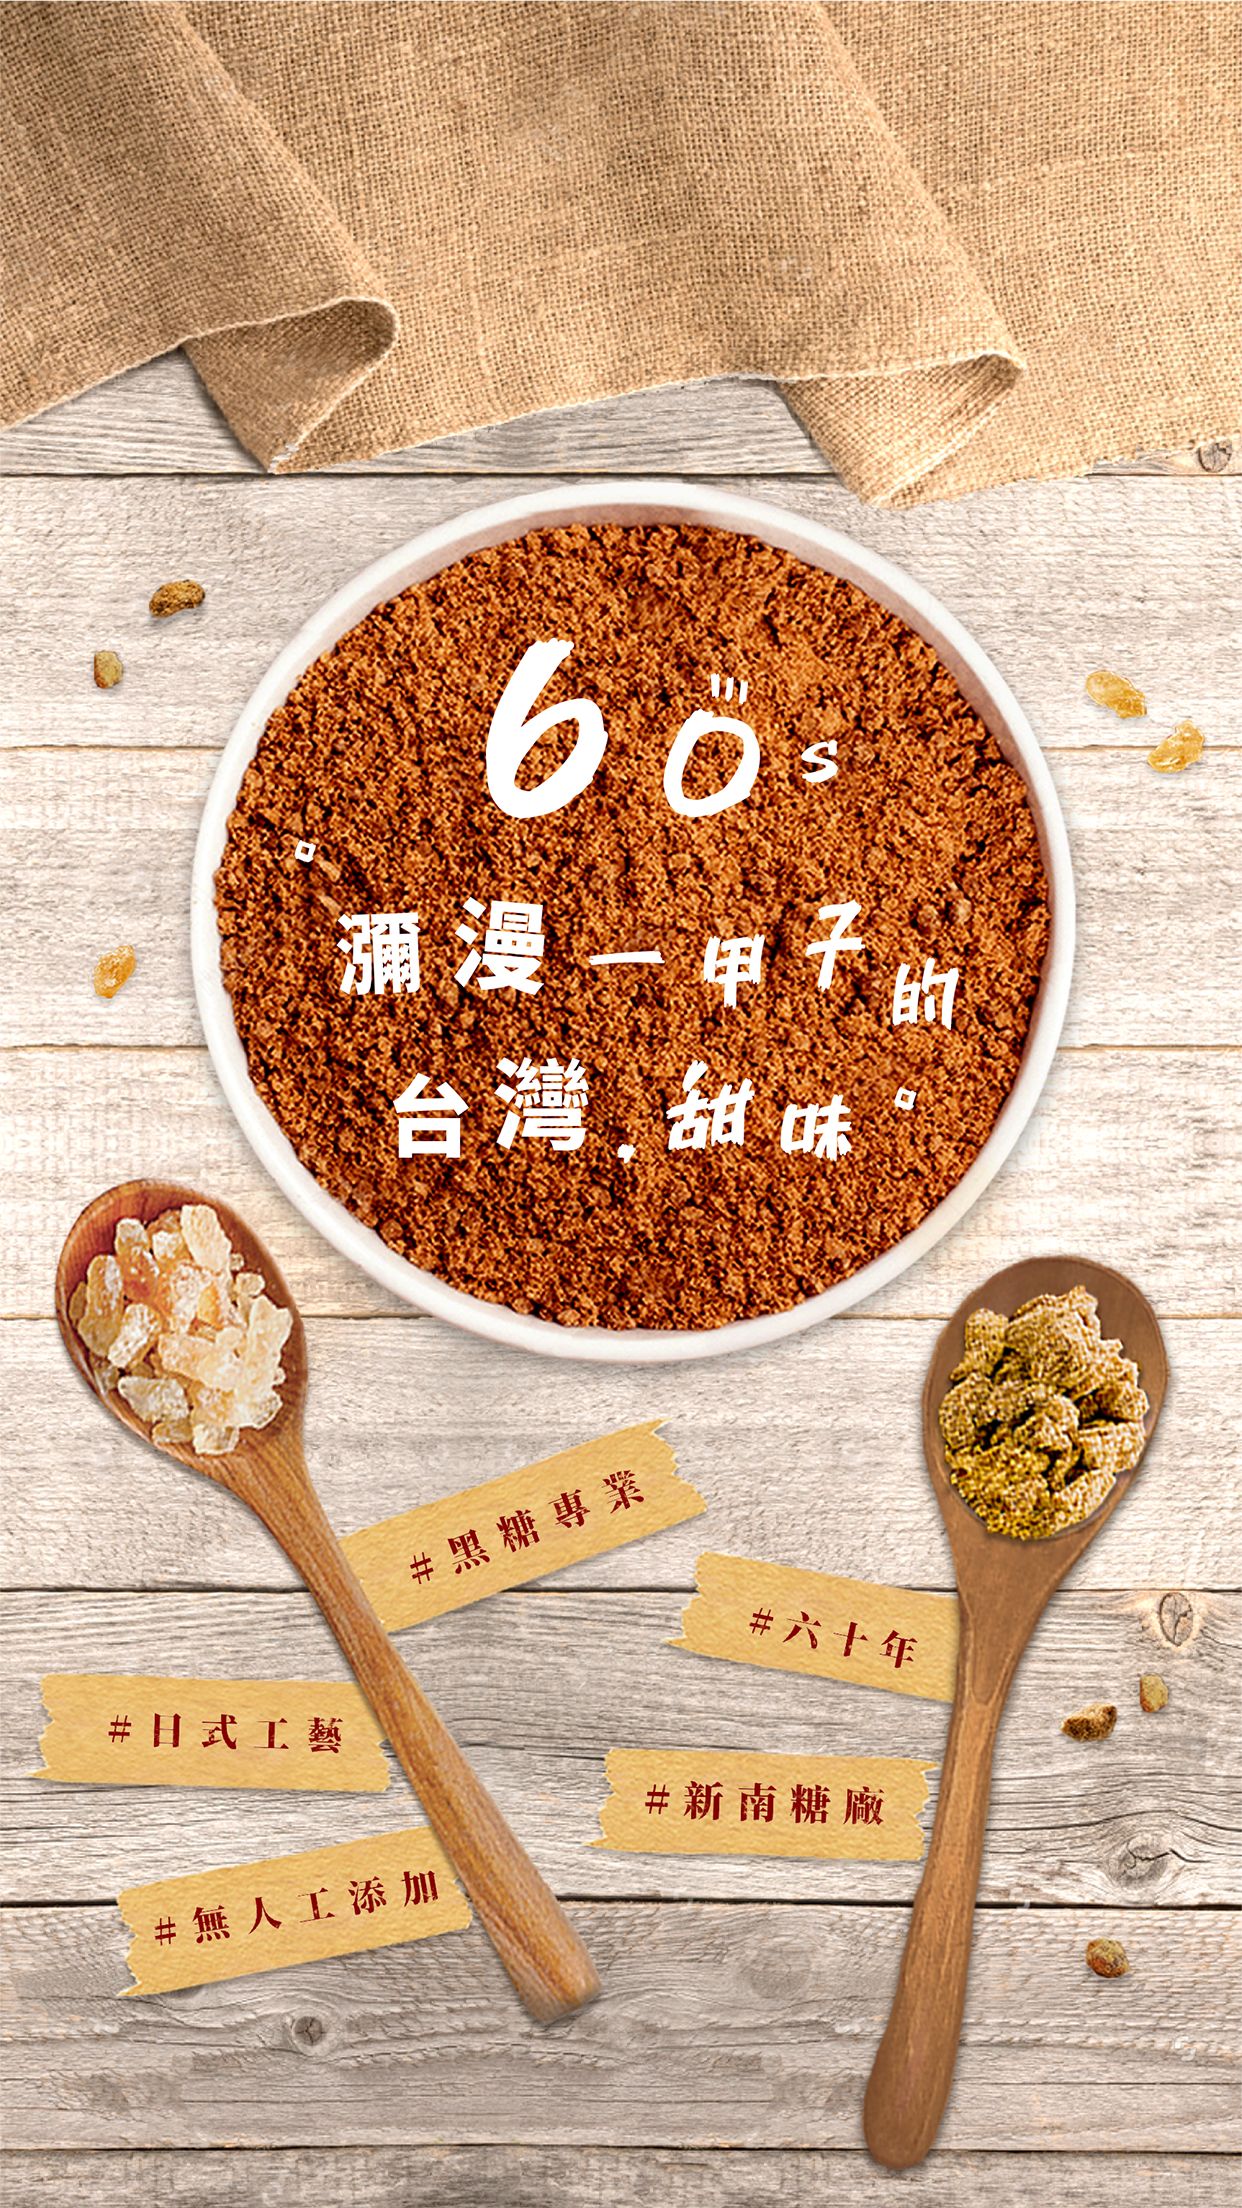 60s
瀰漫一甲子的
台灣.甜味
#黑糖專業
#六十年
#日式工藝
#新南糖廠
#無人工添加